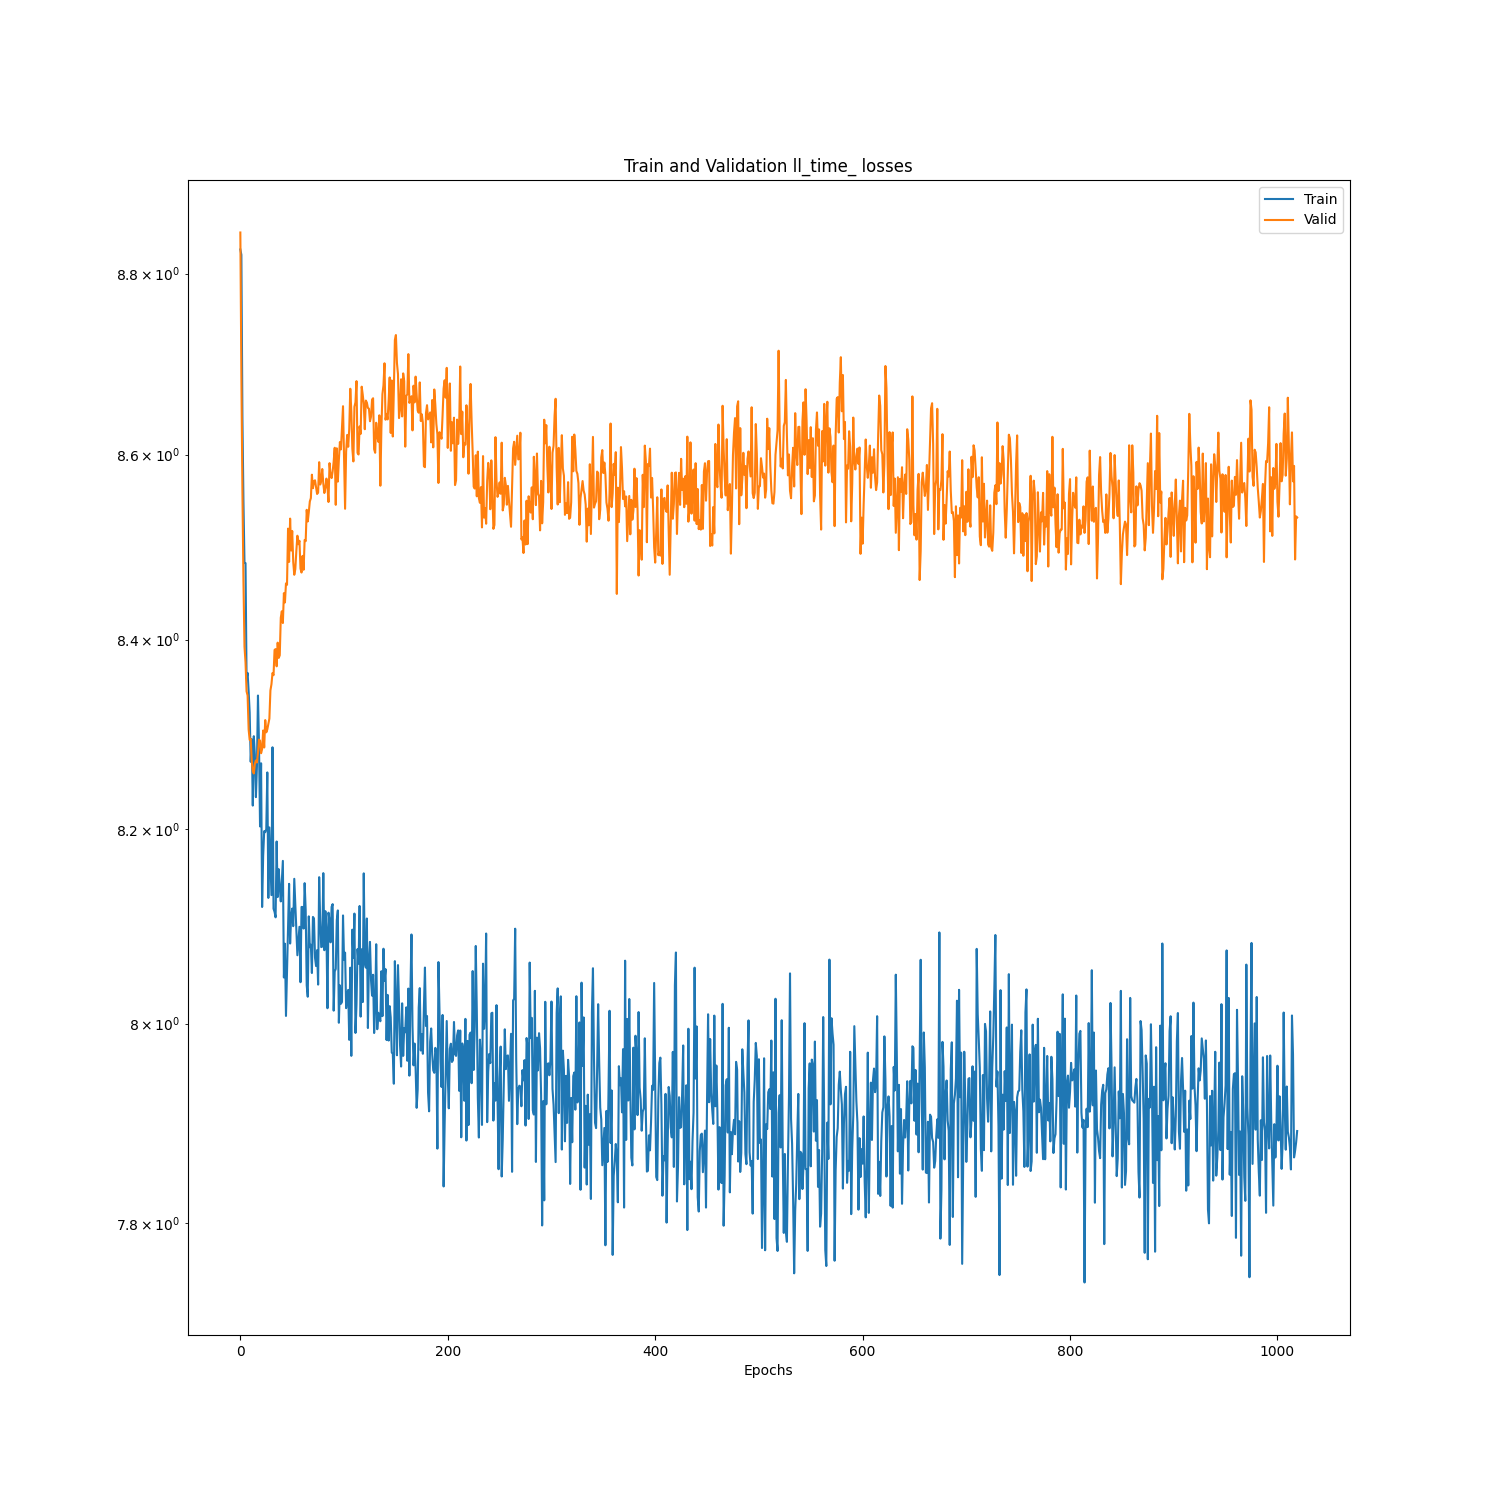 Train and Validation ll_time_ losses
Train
Valid
8.8 × 10⁰
8.6 × 10⁰
8.4 × 10⁰
8.2 × 10⁰
8 × 10⁰
7.8 × 10⁰
0 200 400 600 800 1000
Epochs